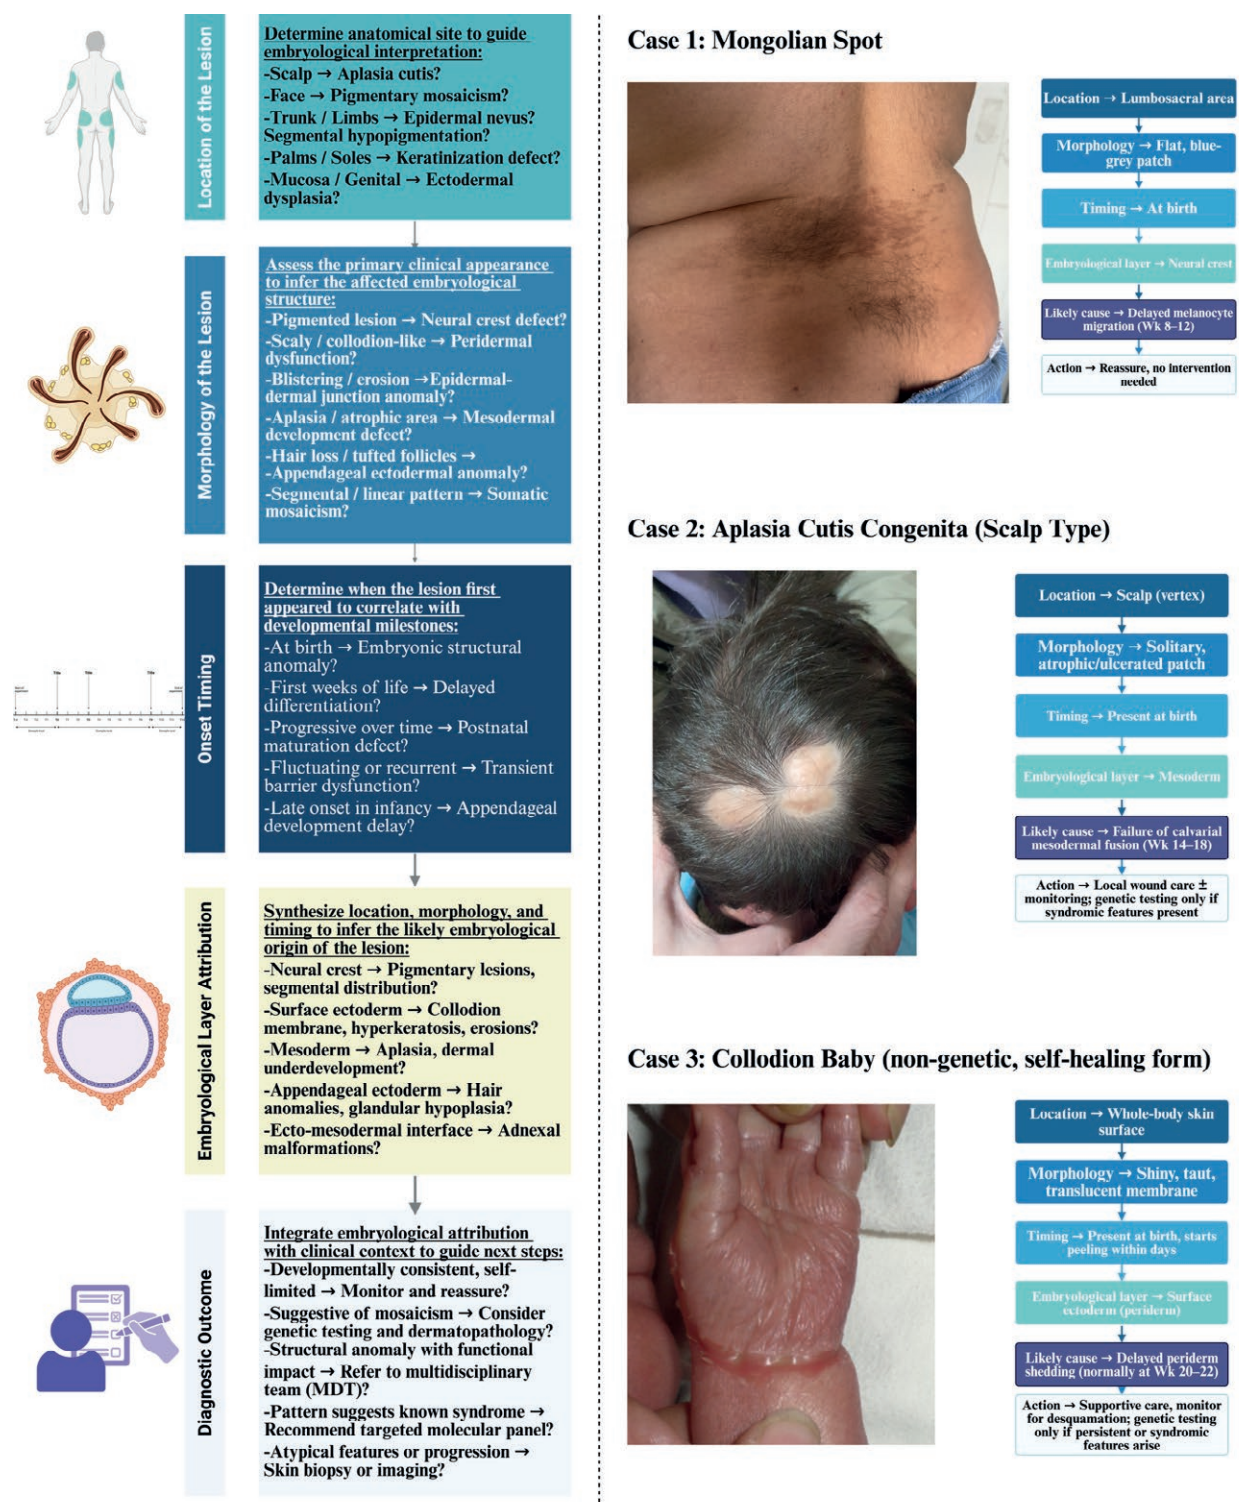 Location of the Lesion
Determine anatomical site to guide
embryological interpretation:
-Scalp → Aplasia cutis?
-Face → Pigmentary mosaicism?
-Trunk / Limbs → Epidermal nevus?
Segmental hypopigmentation?
-Palms / Soles → Keratinization defect?
-Mucosa / Genital → Ectodermal
dysplasia?
Morphology of the Lesion
Assess the primary clinical appearance
to infer the affected embryological
structure:
-Pigmented lesion → Neural crest defect?
-Scaly / collodion-like → Peridermal
dysfunction?
-Blistering / erosion →Epidermal-
dermal junction anomaly?
-Aplasia / atrophic area → Mesodermal
development defect?
-Hair loss / tufted follicles →
-Appendageal ectodermal anomaly?
-Segmental / linear pattern → Somatic
mosaicism?
Onset Timing
Title
Title
Title
Determine when the lesion first
appeared to correlate with
developmental milestones:
-At birth → Embryonic structural
anomaly?
-First weeks of life → Delayed
differentiation?
-Progressive over time → Postnatal
maturation defect?
-Fluctuating or recurrent → Transient
barrier dysfunction?
-Late onset in infancy → Appendageal
development delay?
Embryological Layer Attribution
Synthesize location, morphology, and
timing to infer the likely embryological
origin of the lesion:
-Neural crest → Pigmentary lesions,
segmental distribution?
-Surface ectoderm → Collodion
membrane, hyperkeratosis, erosions?
-Mesoderm → Aplasia, dermal
underdevelopment?
-Appendageal ectoderm → Hair
anomalies, glandular hypoplasia?
-Ecto-mesodermal interface → Adnexal
malformations?
Diagnostic Outcome
Integrate embryological attribution
with clinical context to guide next steps:
-Developmentally consistent, self-
limited → Monitor and reassure?
-Suggestive of mosaicism → Consider
genetic testing and dermatopathology?
-Structural anomaly with functional
impact → Refer to multidisciplinary
team (MDT)?
-Pattern suggests known syndrome →
Recommend targeted molecular panel?
-Atypical features or progression →
Skin biopsy or imaging?
Case 1: Mongolian Spot
Location → Lumbosacral area
Morphology → Flat, blue-
grey patch
Timing → At birth
Embryological layer → Neural crest
Likely cause → Delayed melanocyte
migration (Wk 8–12)
Action → Reassure, no intervention
needed
Case 2: Aplasia Cutis Congenita (Scalp Type)
Location → Scalp (vertex)
Morphology → Solitary,
atrophic/ulcerated patch
Timing → Present at birth
Embryological layer → Mesoderm
Likely cause → Failure of calvarial
mesodermal fusion (Wk 14–18)
Action → Local wound care ±
monitoring; genetic testing only if
syndromic features present
Case 3: Collodion Baby (non-genetic, self-healing form)
Location → Whole-body skin
surface
Morphology → Shiny, taut,
translucent membrane
Timing → Present at birth, starts
peeling within days
Embryological layer → Surface
ectoderm (periderm)
Likely cause → Delayed periderm
shedding (normally at Wk 20–22)
Action → Supportive care, monitor
for desquamation; genetic testing
only if persistent or syndromic
features arise